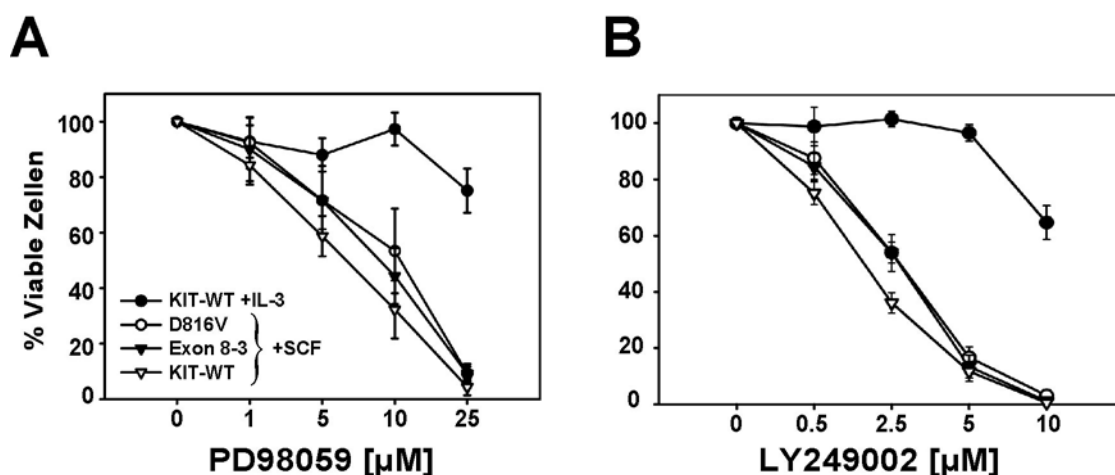 A
B
% Viable Zellen
100
80
60
40
20
0
KIT-WT +IL-3
D816V
Exon 8-3
KIT-WT
+SCF
0 1 5 10 25
PD98059 [µM]
100
80
60
40
20
0
0 0.5 2.5 5 10
LY249002 [µM]